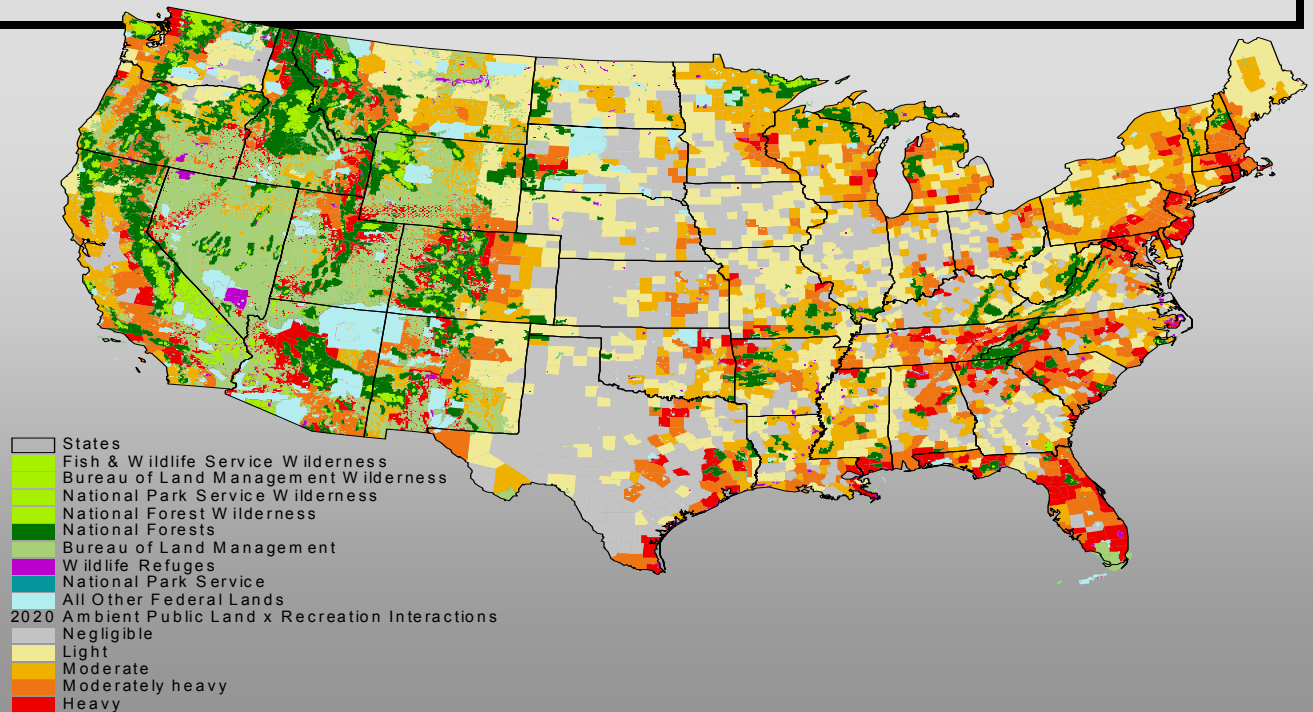 States
Fish & Wildlife Service Wilderness
Bureau of Land Management Wilderness
National Park Service Wilderness
National Forest Wilderness
National Forests
Bureau of Land Management
Wildlife Refuges
National Park Service
All Other Federal Lands
2020 Ambient Public Land x Recreation Interactions
Negligible
Light
Moderate
Moderately heavy
Heavy